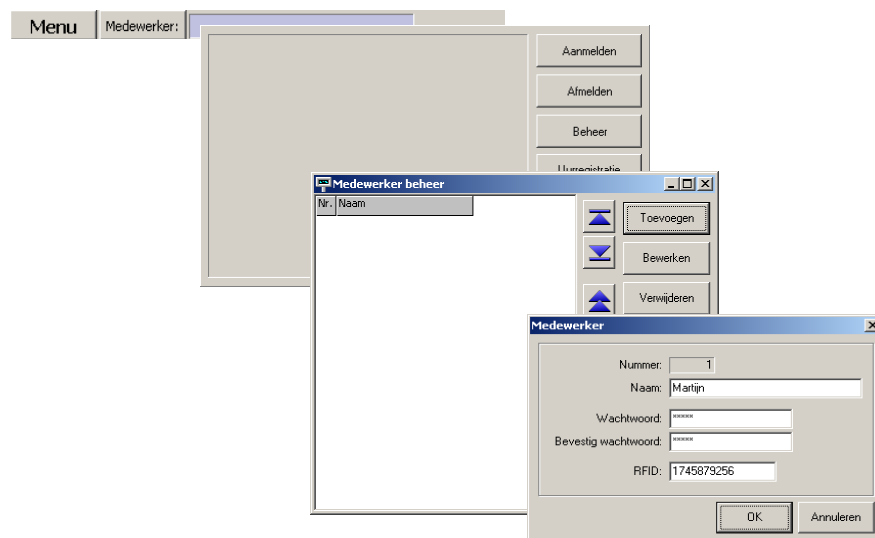 Menu
Medewerker:
Aanmelden
Afmelden
Beheer
Uurregistratie
Medewerker beheer
Nr. Naam
Toevoegen
Bewerken
Verwijderen
Medewerker
Nummer: 1
Naam: Martijn
Wachtwoord: *****
Bevestig wachtwoord: *****
RFID: 1745879256
OK Annuleren